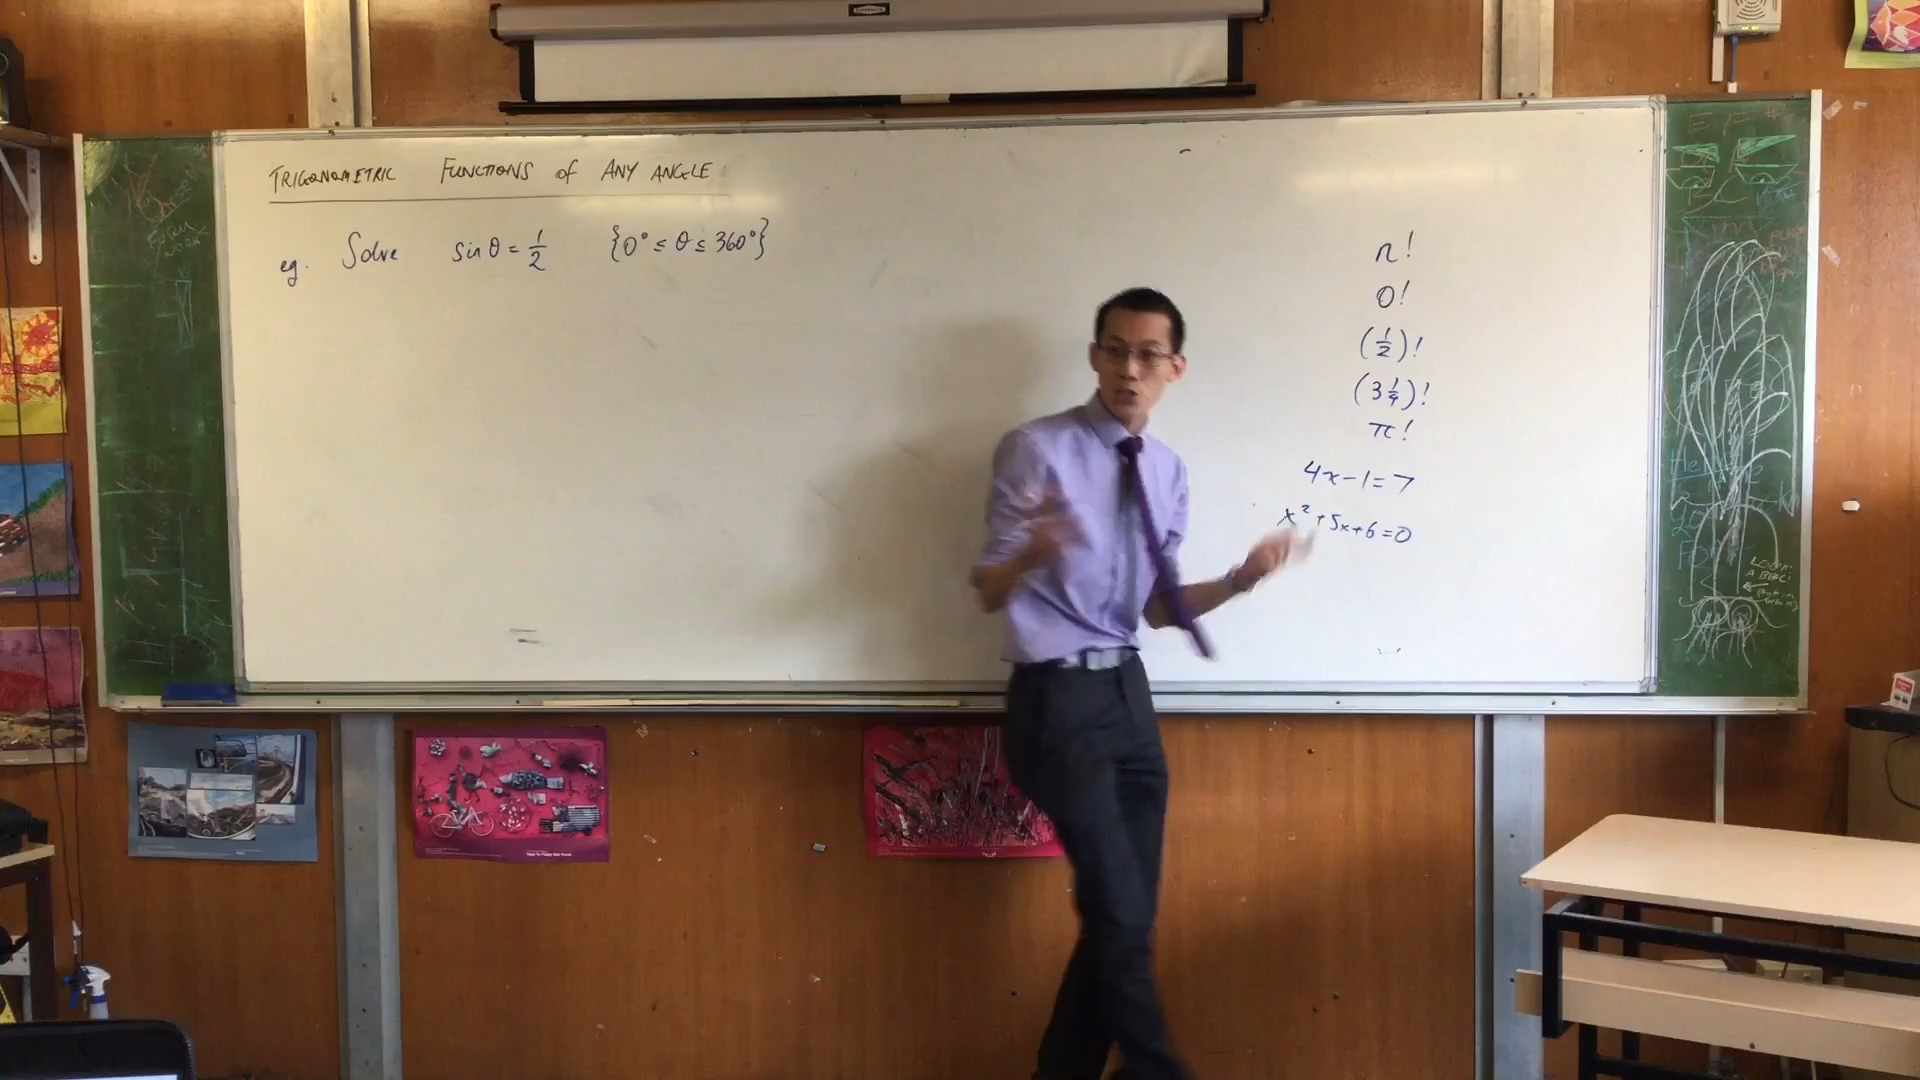 TRIGONOMETRIC FUNCTIONS of ANY ANGLE
eg. Solve sin θ = 1/2 {0° ≤ θ ≤ 360°}
n!
0!
(1/2)!
(3 1/4)!
π!
4x-1=7
x²+5x+6=0